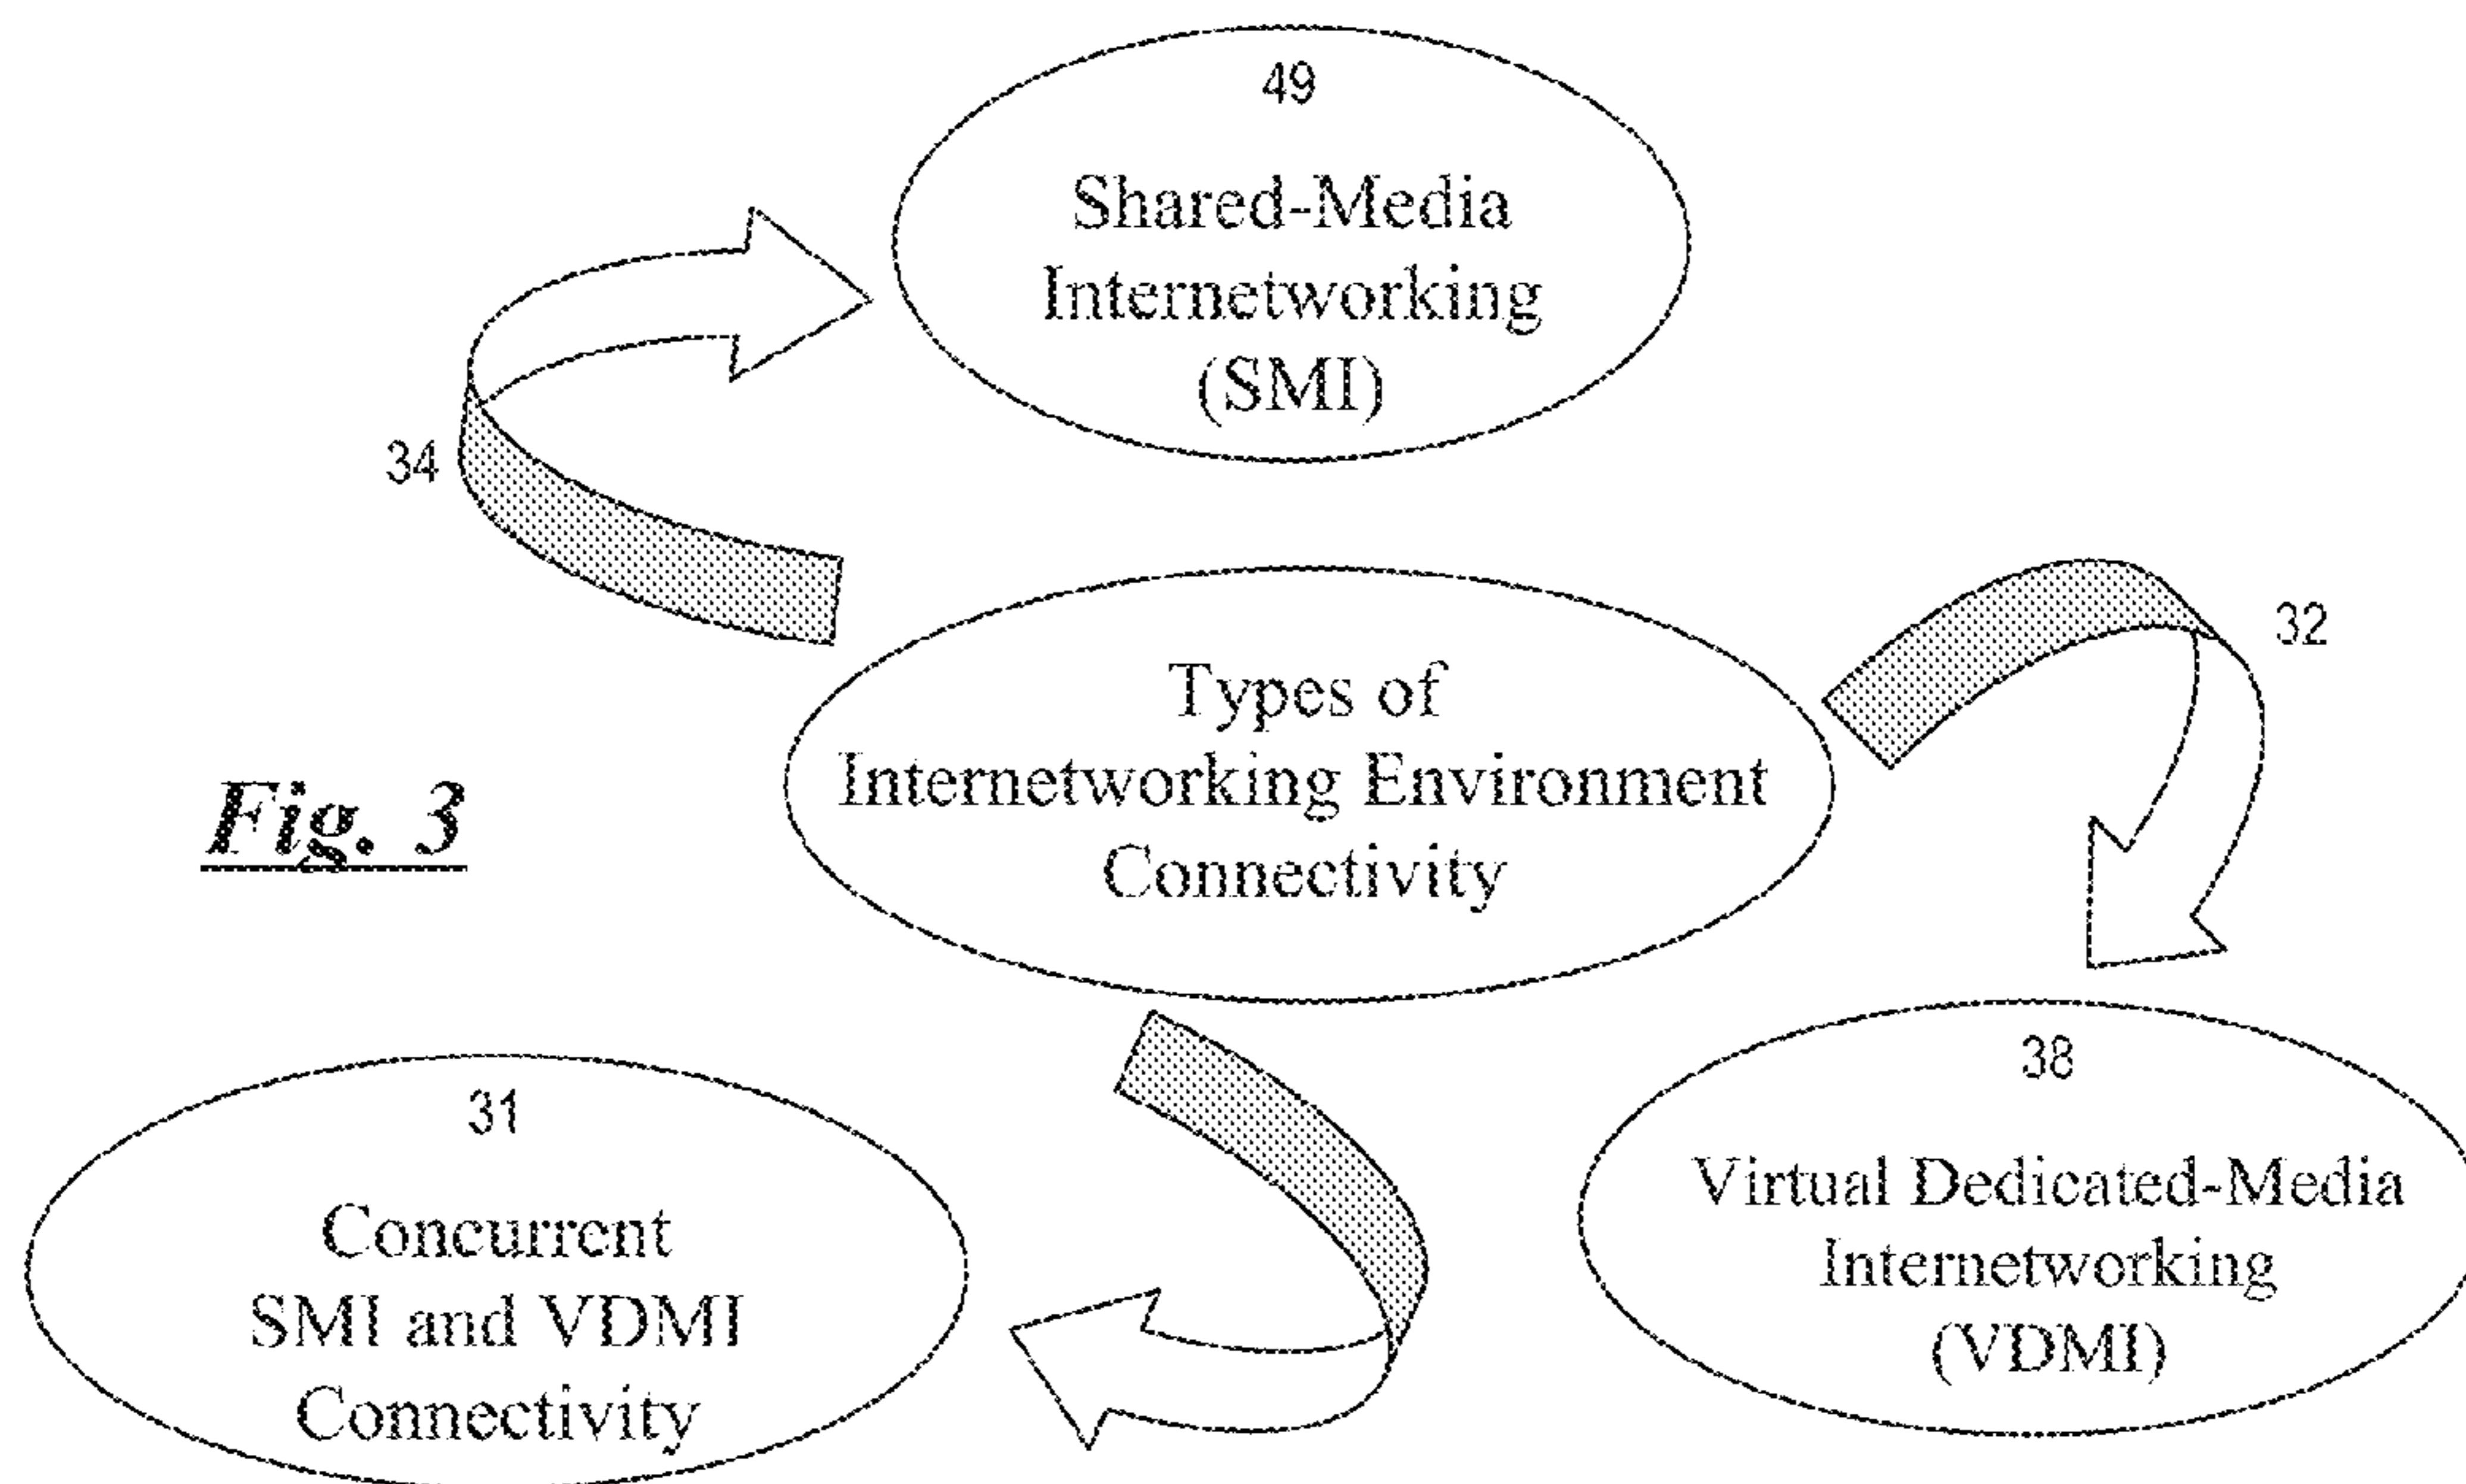 49
Shared-Media
Internetworking
(SMI)
34
32
Types of
Internetworking Environment
Connectivity
Fig. 3
38
Virtual Dedicated-Media
Internetworking
(VDMI)
31
Concurrent
SMI and VDMI
Connectivity